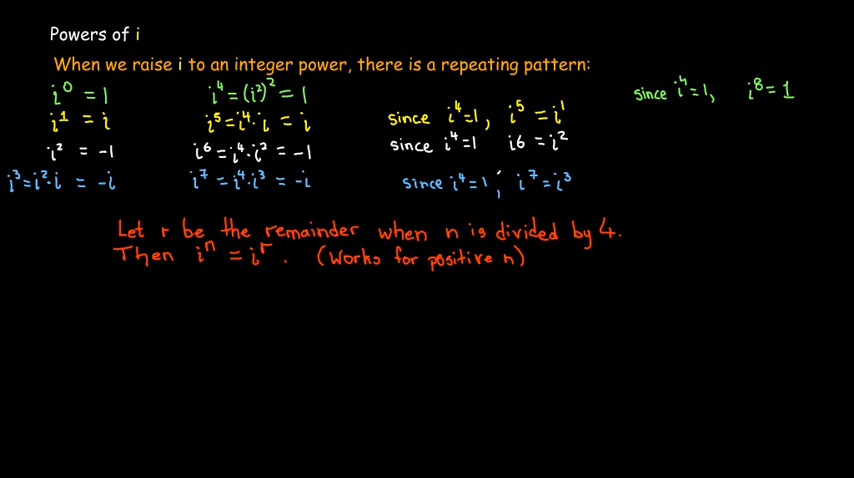 Powers of i
When we raise i to an integer power, there is a repeating pattern:
i⁰ = 1    i⁴ = (i²)² = 1    since i⁴=1,    i⁸ = 1
i¹ = i    i⁵ = i⁴·i = i    since i⁴=1, i⁵ = i¹
i² = -1    i⁶ = i⁴·i² = -1    since i⁴=1    i6 = i²
i³ = i²·i = -i    i⁷ = i⁴·i³ = -i    since i⁴=1; i⁷ = i³
Let r be the remainder when n is divided by 4.
Then iⁿ = iʳ. (Works for positive n)